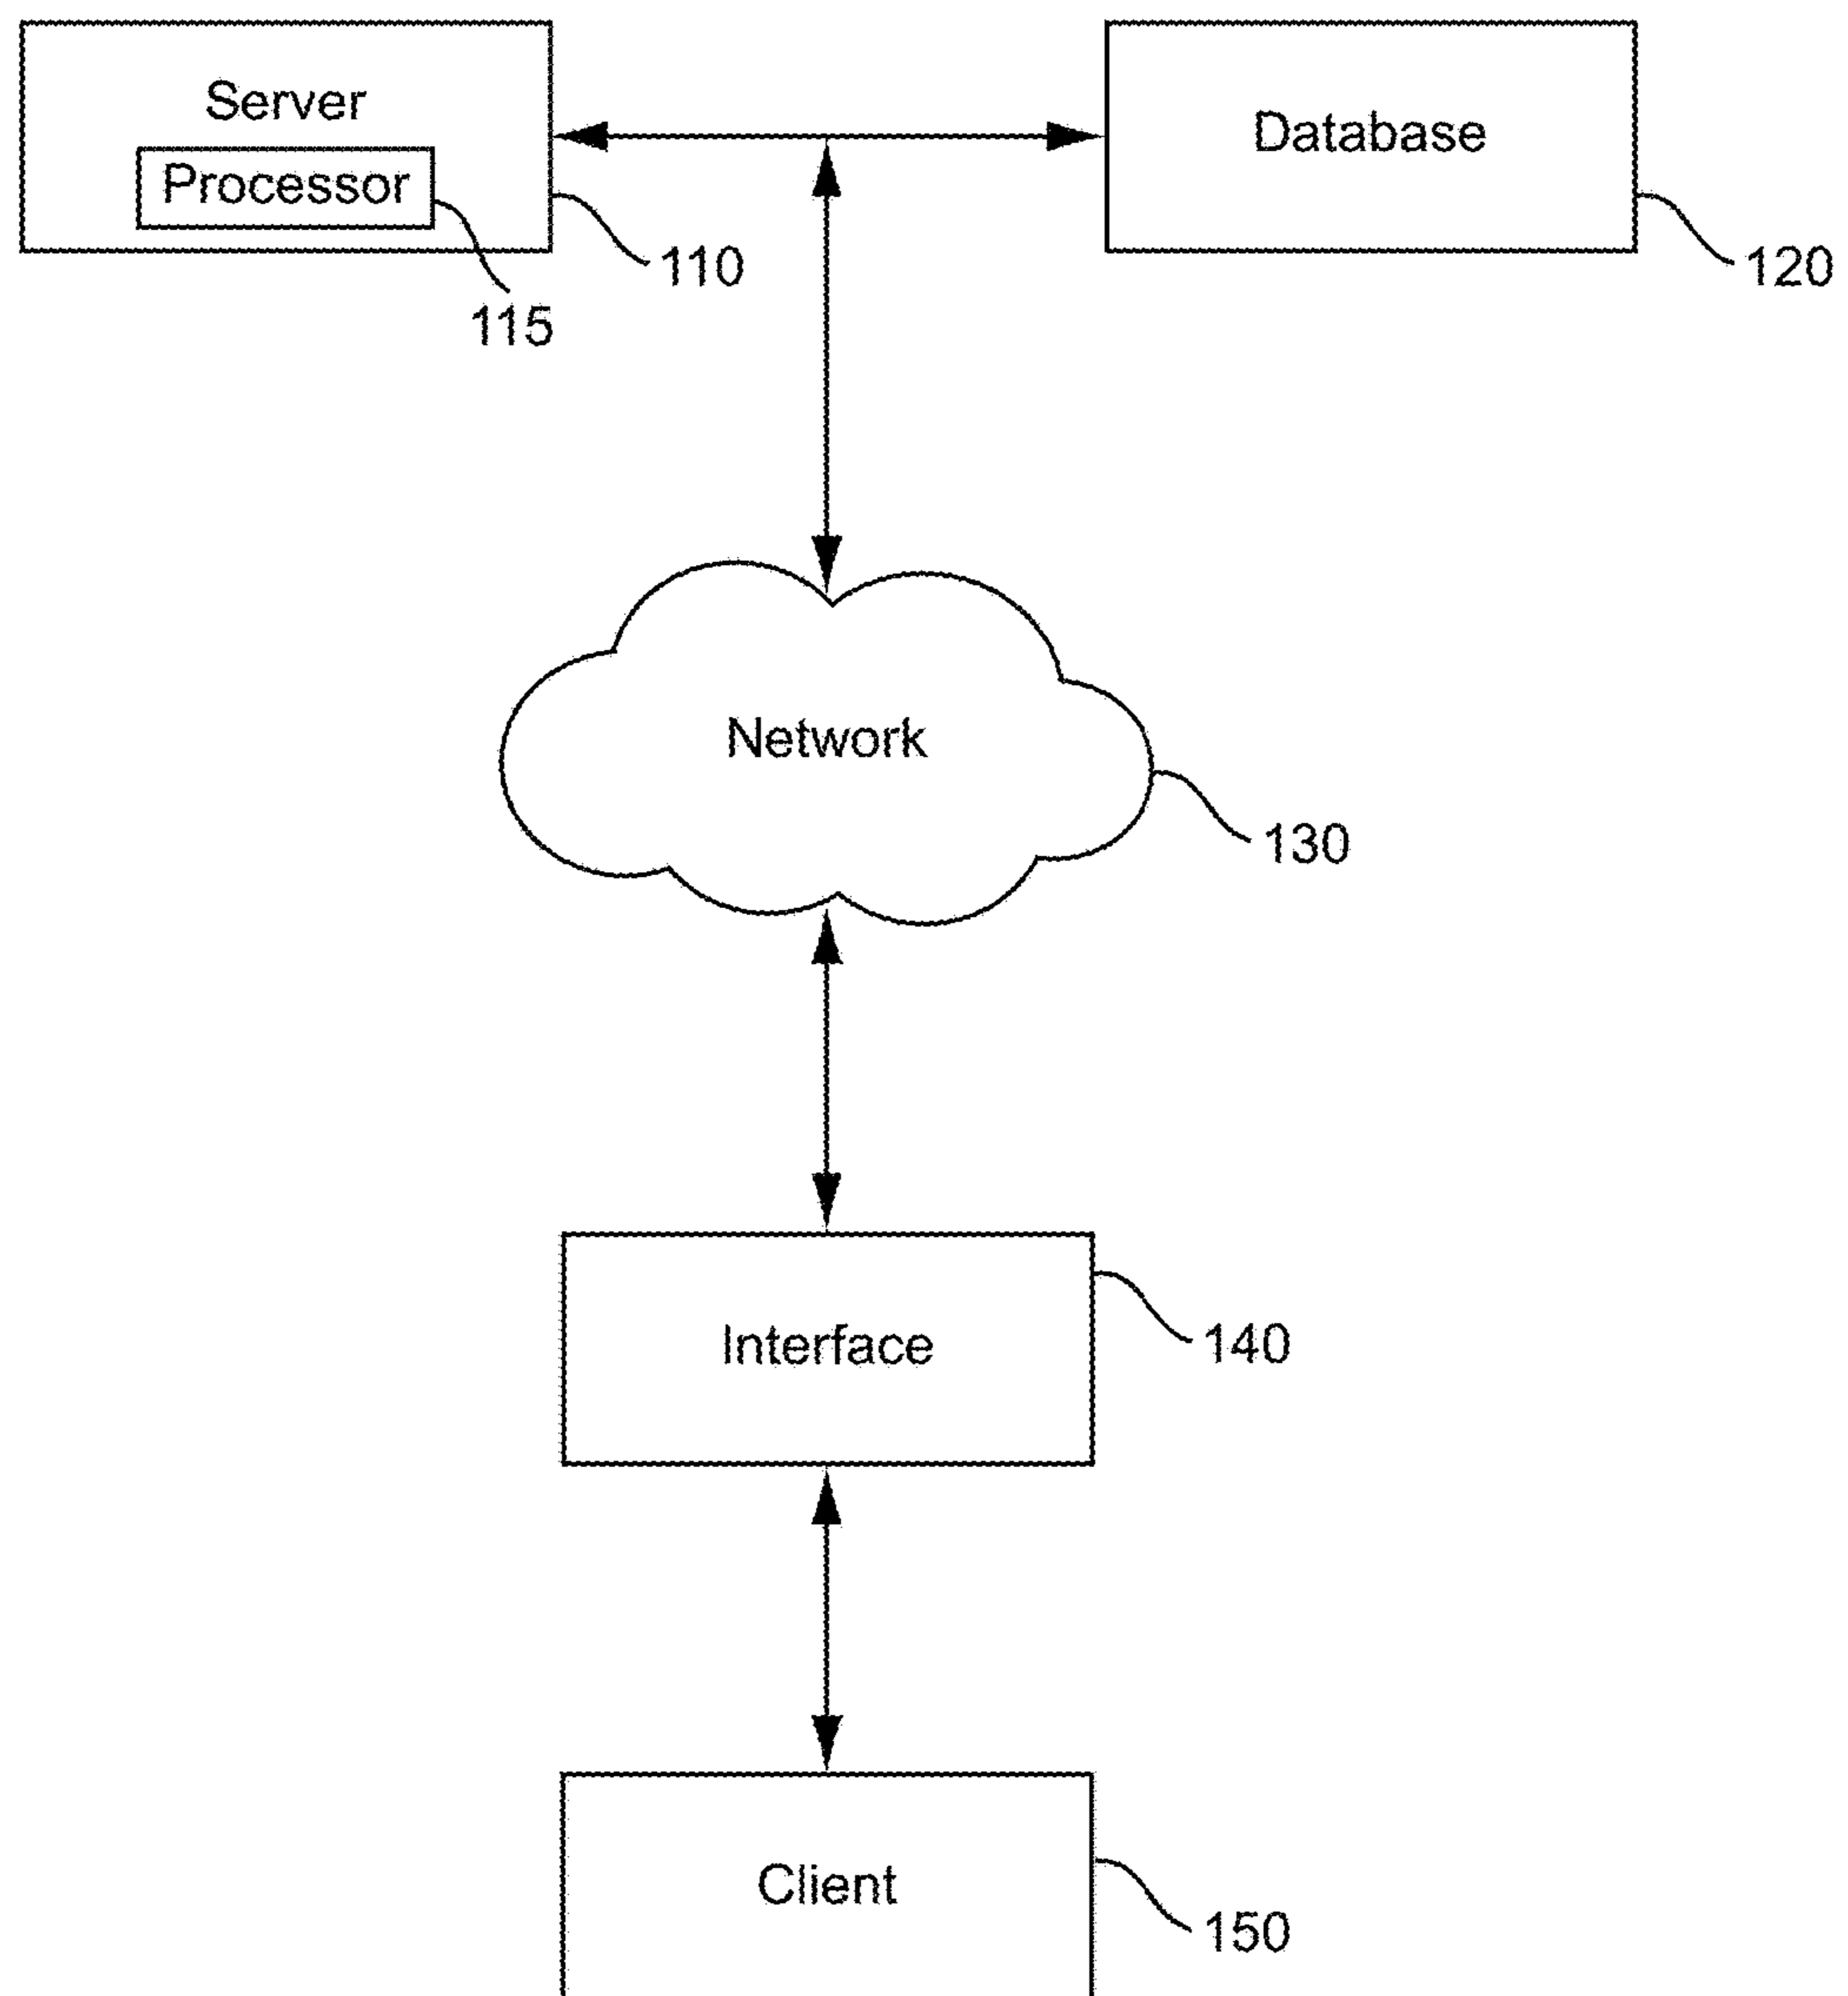 Server
Database
Processor
110
120
115
Network
130
Interface
140
Client
150